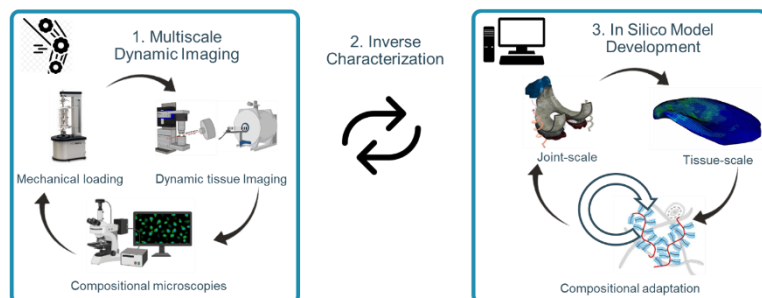 1. Multiscale
Dynamic Imaging
Mechanical loading
Dynamic tissue Imaging
Compositional microscopies
2. Inverse
Characterization
3. In Silico Model
Development
Joint-scale
Tissue-scale
Compositional adaptation